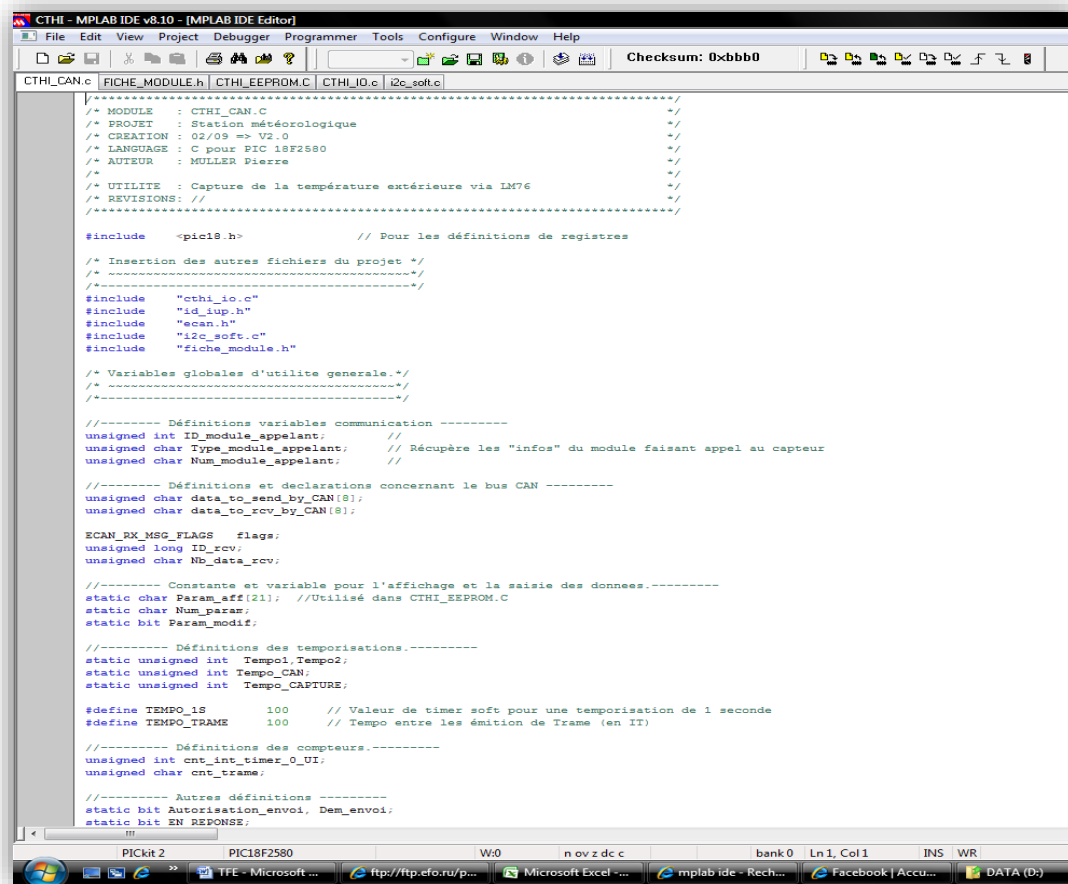 CTHI - MPLAB IDE v8.10 - [MPLAB IDE Editor]
File Edit View Project Debugger Programmer Tools Configure Window Help
Checksum: 0xbbb0
CTHI_CAN.c FICHE_MODULE.h CTHI_EEPROM.C CTHI_IO.c i2c_soft.c
/******************************************************************************/
/* MODULE : CTHI_CAN.C */
/* PROJET : Station météorologique */
/* CREATION : 02/09 => V2.0 */
/* LANGUAGE : C pour PIC 18F2580 */
/* AUTEUR : MULLER Pierre */
/* */
/* UTILITE : Capture de la température extérieure via LM76 */
/* REVISIONS: // */
/******************************************************************************/
#include <pic18.h> // Pour les définitions de registres
/* Insertion des autres fichiers du projet */
/* ~~~~~~~~~~~~~~~~~~~~~~~~~~~~~~~~~~~~~~~~*/
/*-----------------------------------------*/
#include "cthi_io.c"
#include "id_iup.h"
#include "ecan.h"
#include "i2c_soft.c"
#include "fiche_module.h"
/* Variables globales d'utilite generale.*/
/* ~~~~~~~~~~~~~~~~~~~~~~~~~~~~~~~~~~~~~~*/
/*---------------------------------------*/
//-------- Définitions variables communication ---------
unsigned int ID_module_appelant; //
unsigned char Type_module_appelant; // Récupère les "infos" du module faisant appel au capteur
unsigned char Num_module_appelant; //
//-------- Définitions et declarations concernant le bus CAN ---------
unsigned char data_to_send_by_CAN[8];
unsigned char data_to_rcv_by_CAN[8];
ECAN_RX_MSG_FLAGS flags;
unsigned long ID_rcv;
unsigned char Nb_data_rcv;
//-------- Constante et variable pour l'affichage et la saisie des donnees.---------
static char Param_aff[21]; //Utilisé dans CTHI_EEPROM.C
static char Num_param;
static bit Param_modif;
//--------- Définitions des temporisations.---------
static unsigned int Tempo1,Tempo2;
static unsigned int Tempo_CAN;
static unsigned int Tempo_CAPTURE;
#define TEMPO_1S 100 // Valeur de timer soft pour une temporisation de 1 seconde
#define TEMPO_TRAME 100 // Tempo entre les émition de Trame (en IT)
//--------- Définitions des compteurs.---------
unsigned int cnt_int_timer_0_UI;
unsigned char cnt_trame;
//--------- Autres définitions ---------
static bit Autorisation_envoi, Dem_envoi;
static bit EN_REPONSE;
PICkit 2 PIC18F2580 W:0 n ov z dc c bank 0 Ln 1, Col 1 INS WR
TFE - Microsoft ... ftp://ftp.efo.ru/p... Microsoft Excel -... mplab ide - Rech... Facebook | Accu... DATA (D:)